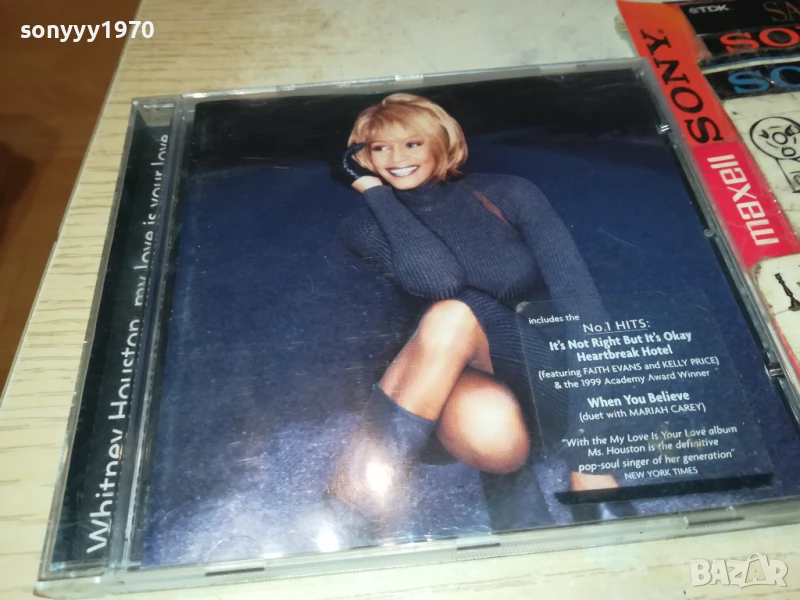 sonyyy1970
TDK
SA
SO
SO
SONY.
maxell
Whitney Houston my love is your love
includes the
No.1 HITS:
It's Not Right But It's Okay
Heartbreak Hotel
(featuring FAITH EVANS and KELLY PRICE)
& the 1999 Academy Award Winner
When You Believe
(duet with MARIAH CAREY)
"With the My Love Is Your Love album
Ms. Houston is the definitive
pop-soul singer of her generation"
NEW YORK TIMES
BAZAR